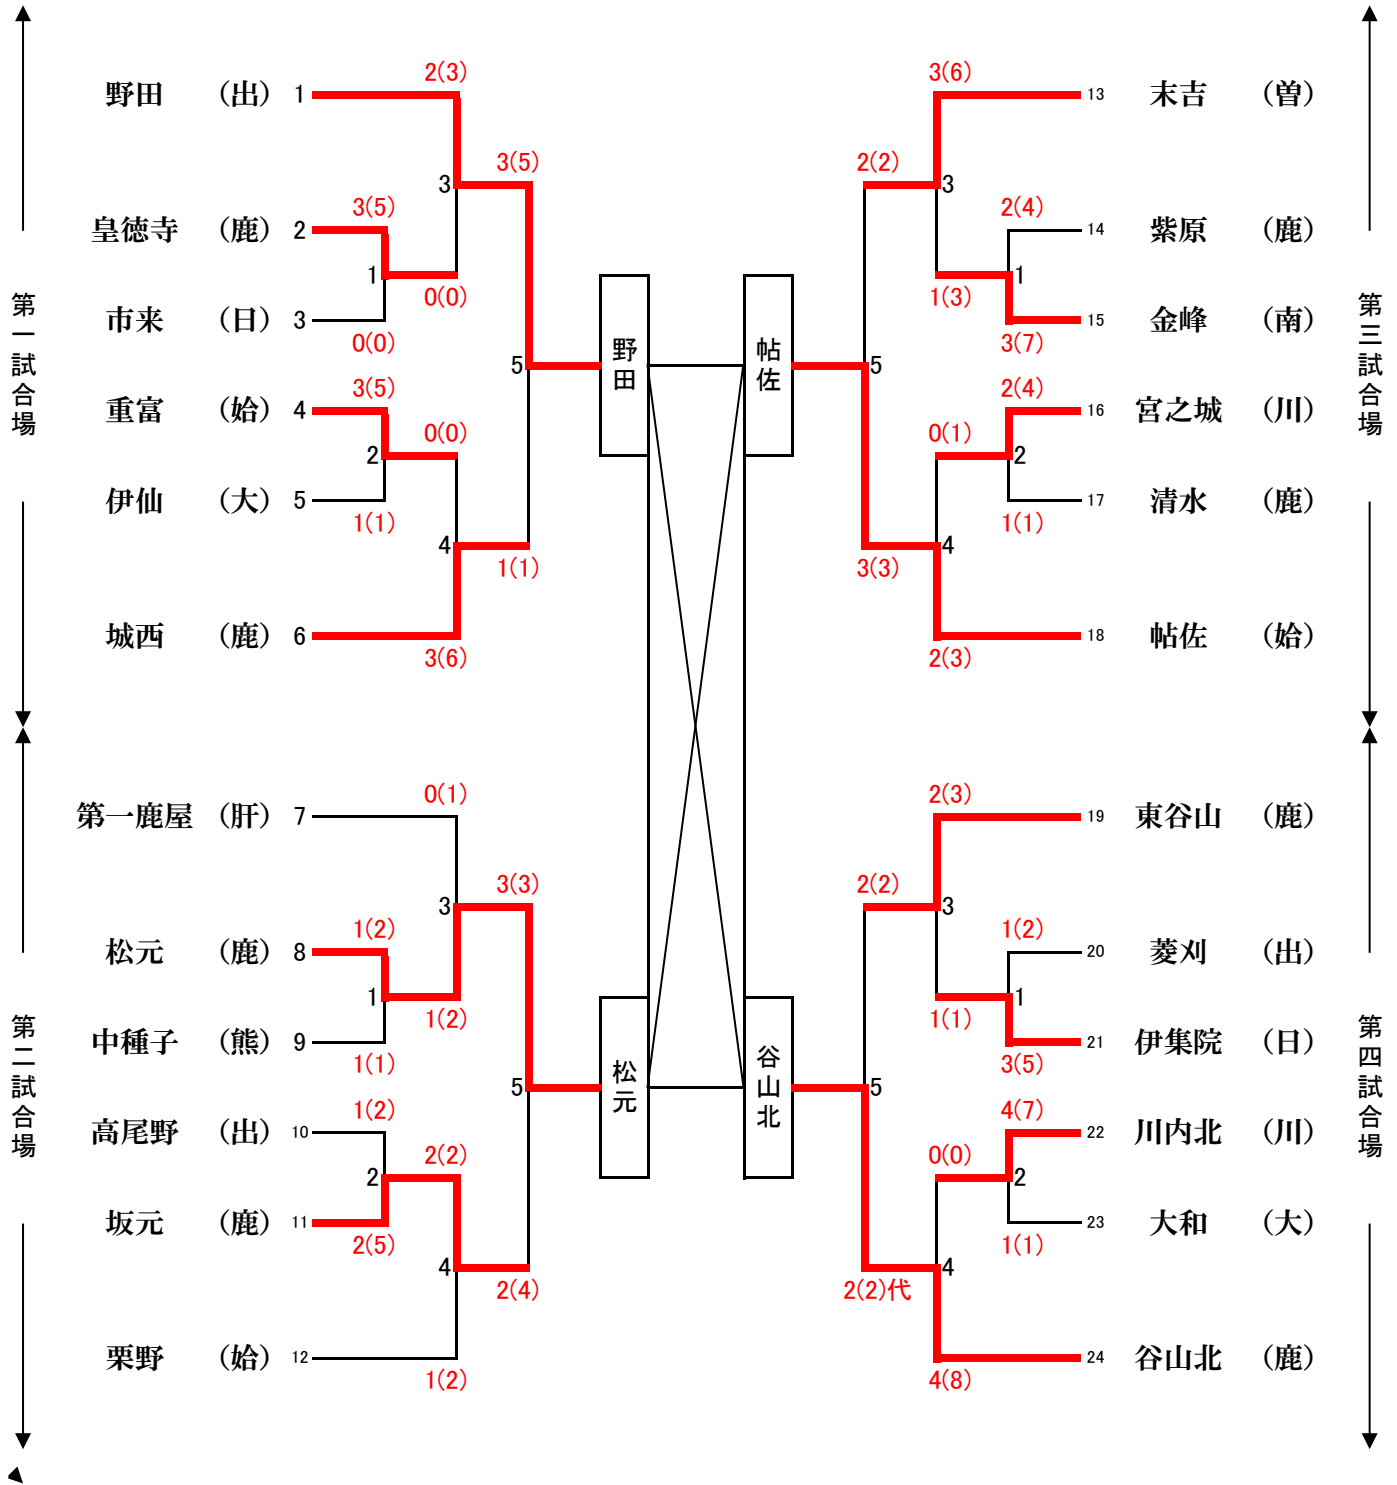 第一試合場
野田 （出） 1
2(3)
3
3(5)
皇徳寺 （鹿） 2
3(5)
1
0(0)
市来 （日） 3
0(0)
5
重富 （姶） 4
3(5)
0(0)
2
伊仙 （大） 5
1(1)
4
1(1)
城西 （鹿） 6
3(6)
野田
第二試合場
第一鹿屋 （肝） 7
0(1)
3
3(3)
松元 （鹿） 8
1(2)
1
1(2)
中種子 （熊） 9
1(1)
5
高尾野 （出） 10
1(2)
2(2)
2
坂元 （鹿） 11
2(5)
4
2(4)
栗野 （姶） 12
1(2)
松元
第三試合場
3(6)
13 末吉 （曽）
2(2)
3
2(4)
14 紫原 （鹿）
1
1(3)
15 金峰 （南）
3(7)
5
2(4)
16 宮之城 （川）
0(1)
2
17 清水 （鹿）
1(1)
4
3(3)
18 帖佐 （姶）
2(3)
帖佐
第四試合場
2(3)
19 東谷山 （鹿）
2(2)
3
1(2)
20 菱刈 （出）
1
1(1)
21 伊集院 （日）
3(5)
5
4(7)
22 川内北 （川）
0(0)
2
23 大和 （大）
1(1)
4
2(2)代
24 谷山北 （鹿）
4(8)
谷山北